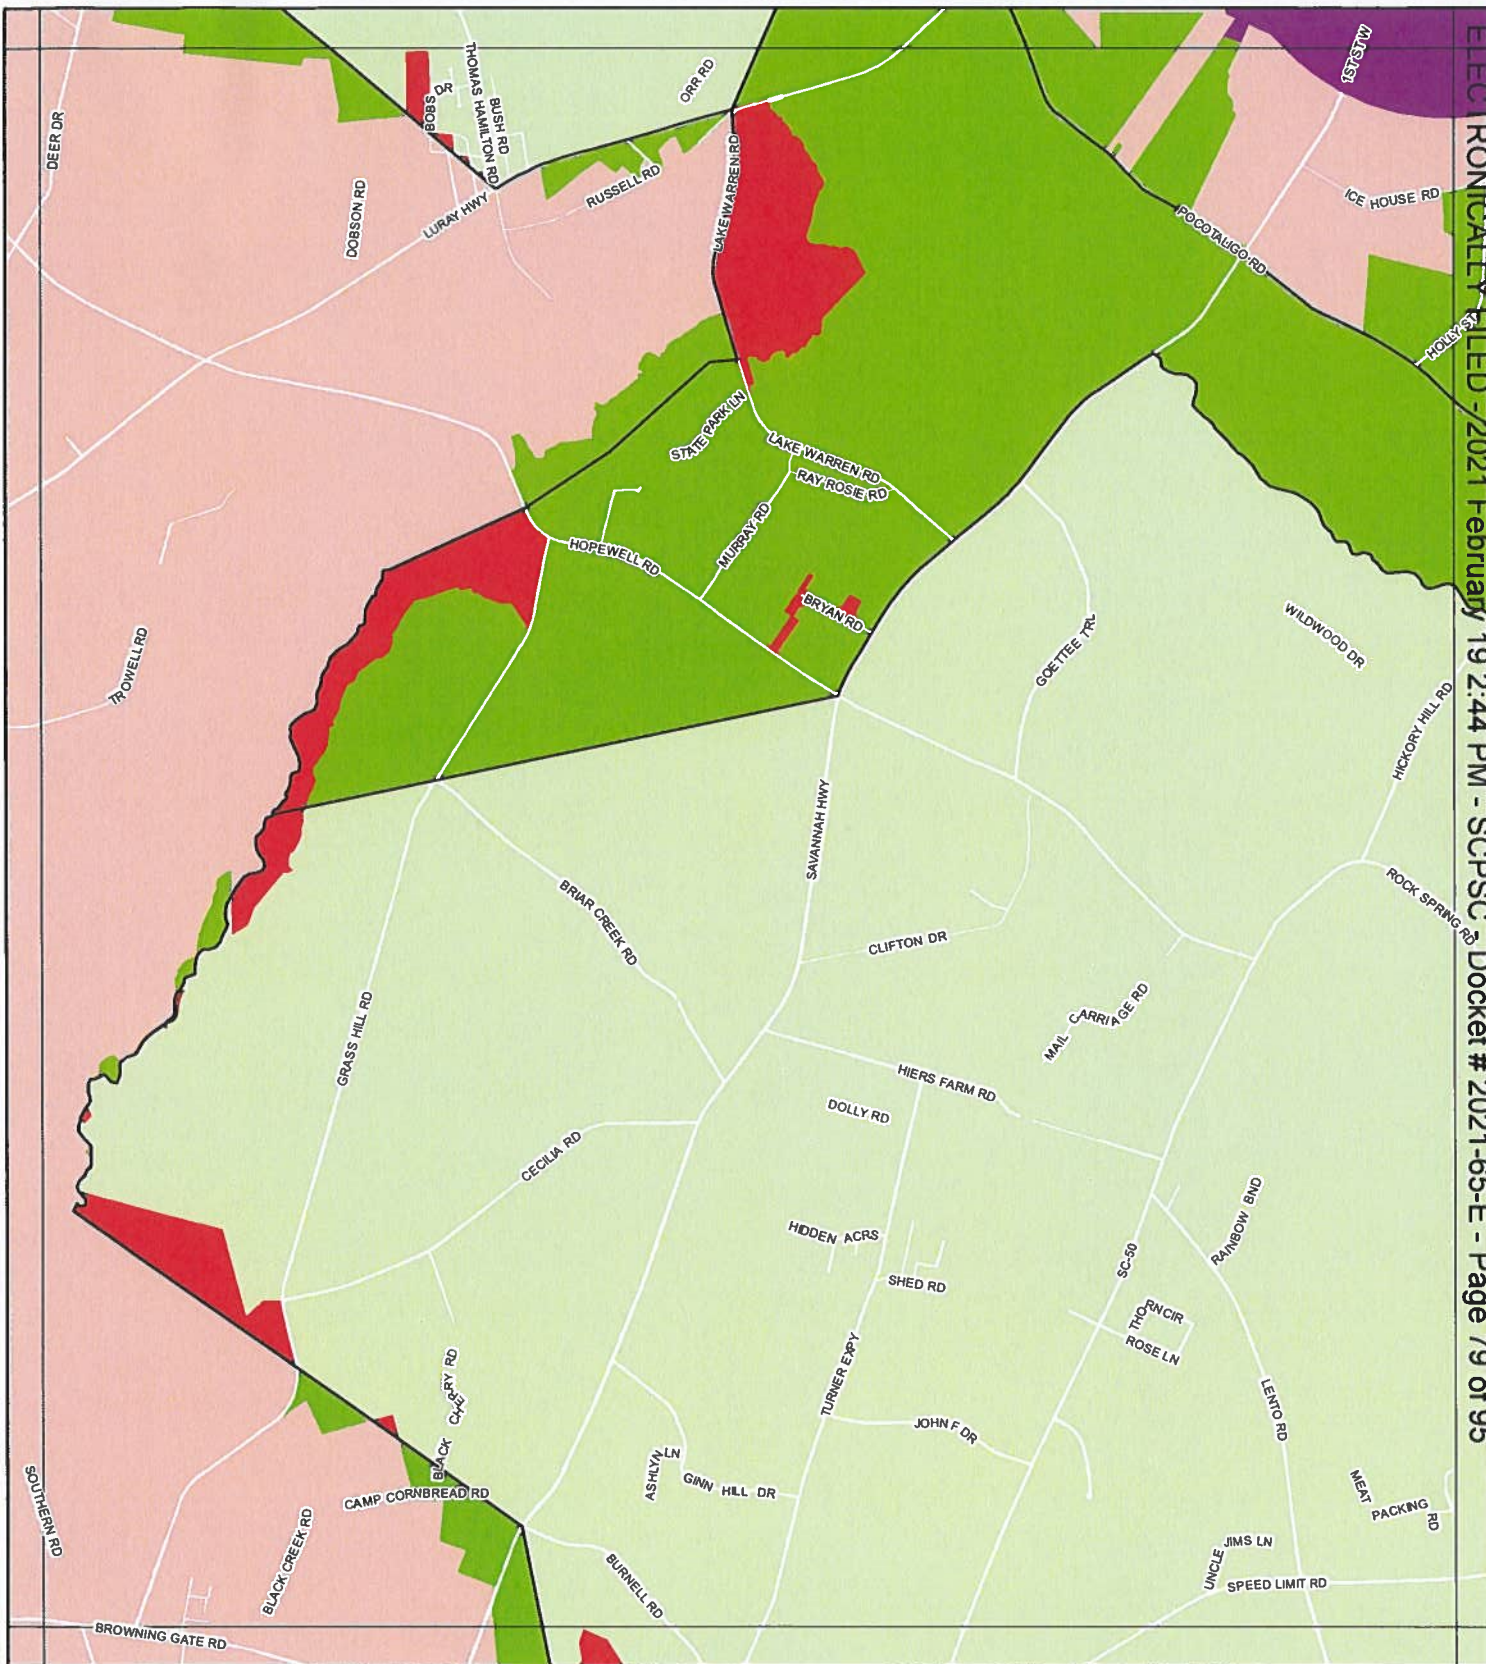 ELECTRONICALLY FILED - 2021 February 19 2:44 PM - SCPSC - Docket # 2021-65-E - Page 79 of 95
1ST ST W
DEER DR
BOBS DR
THOMAS HAMILTON RD
BUSH RD
ORR RD
DOBSON RD
LURAY HWY
RUSSELL RD
LAKE WARREN RD
ICE HOUSE RD
POCOTALIGO RD
HOLLY ST
STATE PARK LN
LAKE WARREN RD
RAY ROSIE RD
MURRAY RD
HOPEWELL RD
BRYAN RD
TROWELL RD
GOETTEE TRL
WILDWOOD DR
HICKORY HILL RD
SAVANNAH HWY
BRIAR CREEK RD
ROCK SPRING RD
CLIFTON DR
GRASS HILL RD
MAIL CARRIAGE RD
HIERS FARM RD
DOLLY RD
CECILIA RD
HIDDEN ACRS
SHED RD
RAINBOW BND
SC-50
THORN CIR
ROSE LN
TURNER EXPY
BLACK CHERRY RD
LENTO RD
JOHN F DR
ASHLYN LN
GINN HILL DR
CAMP CORNBREAD RD
MEAT PACKING RD
SOUTHERN RD
BLACK CREEK RD
BURNELL RD
UNCLE JIMS LN
SPEED LIMIT RD
BROWNING GATE RD